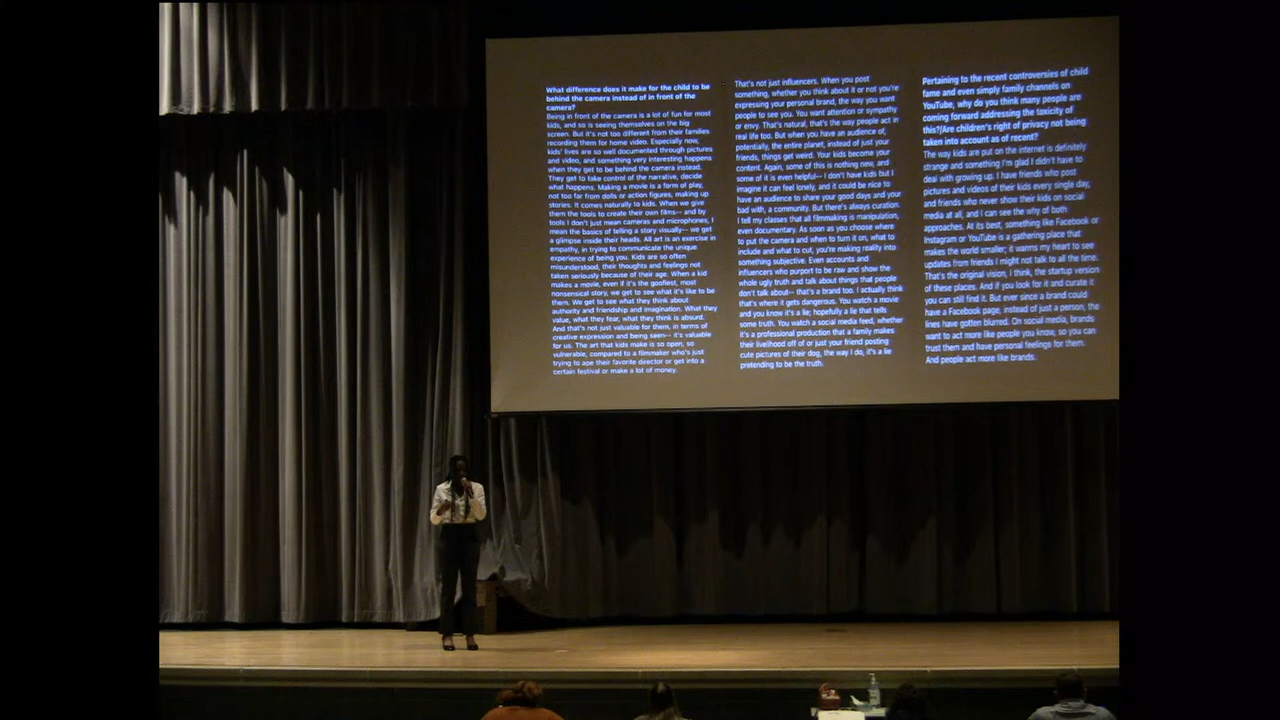 What difference does it make for the child to be
behind the camera instead of in front of the
camera?
Being in front of the camera is a lot of fun for most
kids, and so is seeing themselves on the big
screen. But it's not too different from their families
recording them for home video. Especially now,
kids' lives are so well documented through pictures
and video, and something very interesting happens
when they get to be behind the camera instead.
They get to take control of the narrative, decide
what happens. Making a movie is a form of play,
not too far from dolls or action figures, making up
stories. It comes naturally to kids. When we give
them the tools to create their own films-- and by
tools I don't just mean cameras and microphones, I
mean the basics of telling a story visually-- we get
a glimpse inside their heads. All art is an exercise in
empathy, in trying to communicate the unique
experience of being you. Kids are so often
misunderstood, their thoughts and feelings not
taken seriously because of their age. When a kid
makes a movie, even if it's the goofiest, most
nonsensical story, we get to see what it's like to be
them. We get to see what they think about
authority and friendship and imagination. What they
value, what they fear, what they think is absurd.
And that's not just valuable for them, in terms of
creative expression and being seen-- it's valuable
for us. The art that kids make is so open, so
vulnerable, compared to a filmmaker who's just
trying to ape their favorite director or get into a
certain festival or make a lot of money.
That's not just influencers. When you post
something, whether you think about it or not you're
expressing your personal brand, the way you want
people to see you. You want attention or sympathy
or envy. That's natural, that's the way people act in
real life too. But when you have an audience of,
potentially, the entire planet, instead of just your
friends, things get weird. Your kids become your
content. Again, some of this is nothing new, and
some of it is even helpful-- I don't have kids but I
imagine it can feel lonely, and it could be nice to
have an audience to share your good days and your
bad with, a community. But there's always curation.
I tell my classes that all filmmaking is manipulation,
even documentary. As soon as you choose where
to put the camera and when to turn it on, what to
include and what to cut, you're making reality into
something subjective. Even accounts and
influencers who purport to be raw and show the
whole ugly truth and talk about things that people
don't talk about-- that's a brand too. I actually think
that's where it gets dangerous. You watch a movie
and you know it's a lie; hopefully a lie that tells
some truth. You watch a social media feed, whether
it's a professional production that a family makes
their livelihood off of or just your friend posting
cute pictures of their dog, the way I do, it's a lie
pretending to be the truth.
Pertaining to the recent controversies of child
fame and even simply family channels on
YouTube, why do you think many people are
coming forward addressing the toxicity of
this?/Are children's right of privacy not being
taken into account as of recent?
The way kids are put on the internet is definitely
strange and something I'm glad I didn't have to
deal with growing up. I have friends who post
pictures and videos of their kids every single day,
and friends who never show their kids on social
media at all, and I can see the why of both
approaches. At its best, something like Facebook or
Instagram or YouTube is a gathering place that
makes the world smaller; it warms my heart to see
updates from friends I might not talk to all the time.
That's the original vision, I think, the startup version
of these places. And if you look for it and curate it
you can still find it. But ever since a brand could
have a Facebook page, instead of just a person, the
lines have gotten blurred. On social media, brands
want to act more like people you know, so you can
trust them and have personal feelings for them.
And people act more like brands.